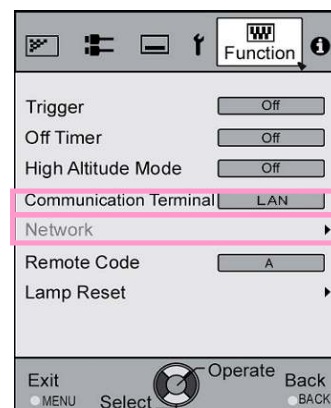 Function
Trigger Off
Off Timer Off
High Altitude Mode Off
Communication Terminal LAN
Network
Remote Code A
Lamp Reset
Exit
MENU
Select
Operate
Back
BACK